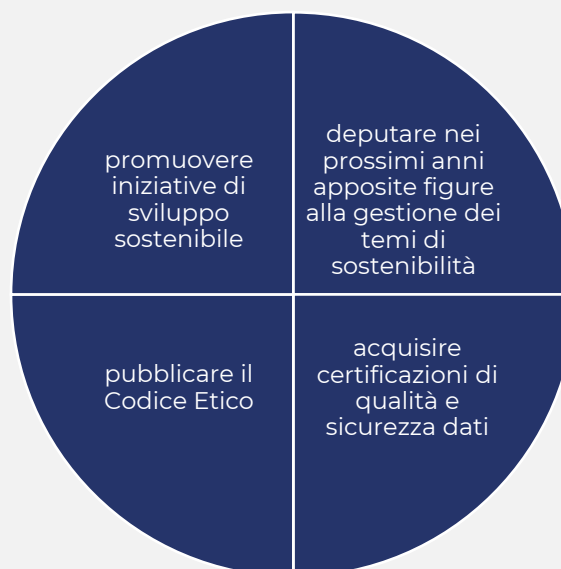 promuovere
iniziative di
sviluppo
sostenibile
deputare nei
prossimi anni
apposite figure
alla gestione dei
temi di
sostenibilità
pubblicare il
Codice Etico
acquisire
certificazioni di
qualità e
sicurezza dati